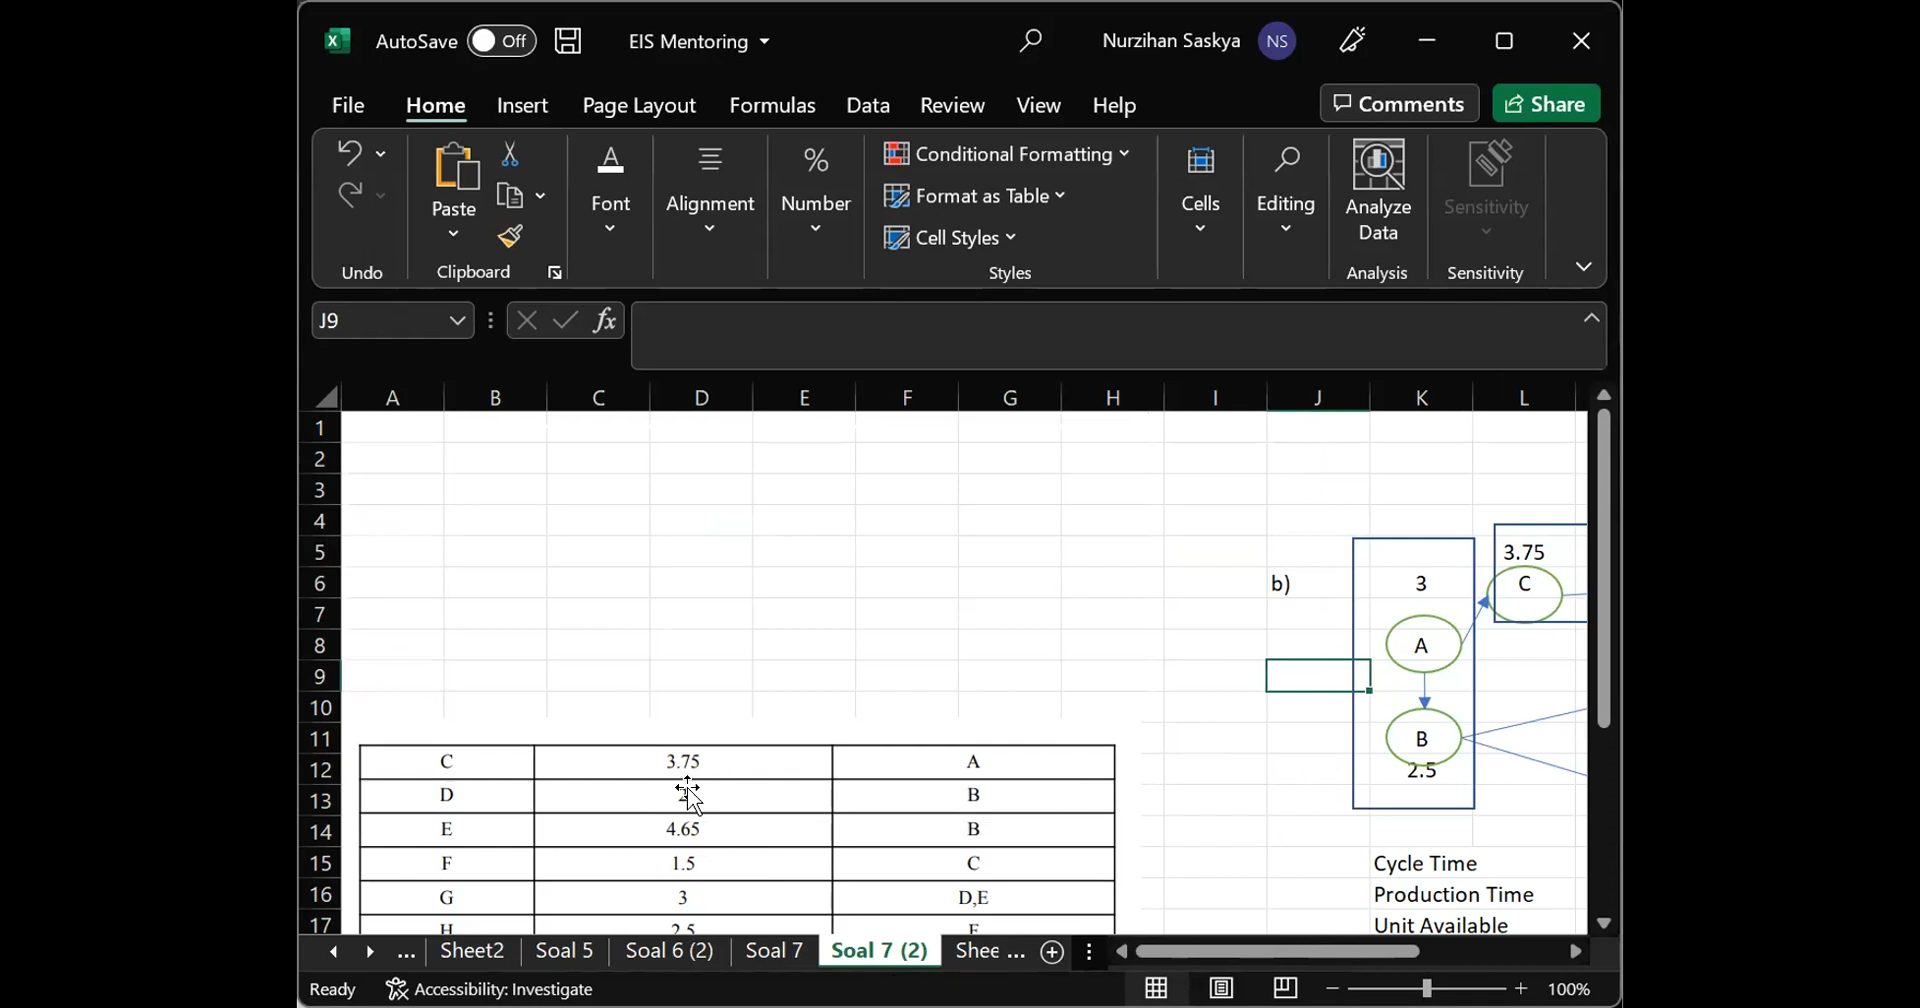 AutoSave Off EIS Mentoring Nurzihan Saskya NS
File Home Insert Page Layout Formulas Data Review View Help Comments Share
Paste Font Alignment Number Conditional Formatting Format as Table Cell Styles Cells Editing Analyze Data Sensitivity
Undo Clipboard Styles Analysis Sensitivity
J9 fx
A B C D E F G H I J K L
1
2
3
4
5 3.75
6 b) 3 C
7
8 A
9
10
11 B
12 C 3.75 A 2.5
13 D B
14 E 4.65 B
15 F 1.5 C Cycle Time
16 G 3 D,E Production Time
17 H 2.5 Unit Available
... Sheet2 Soal 5 Soal 6 (2) Soal 7 Soal 7 (2) Shee ...
Ready Accessibility: Investigate 100%